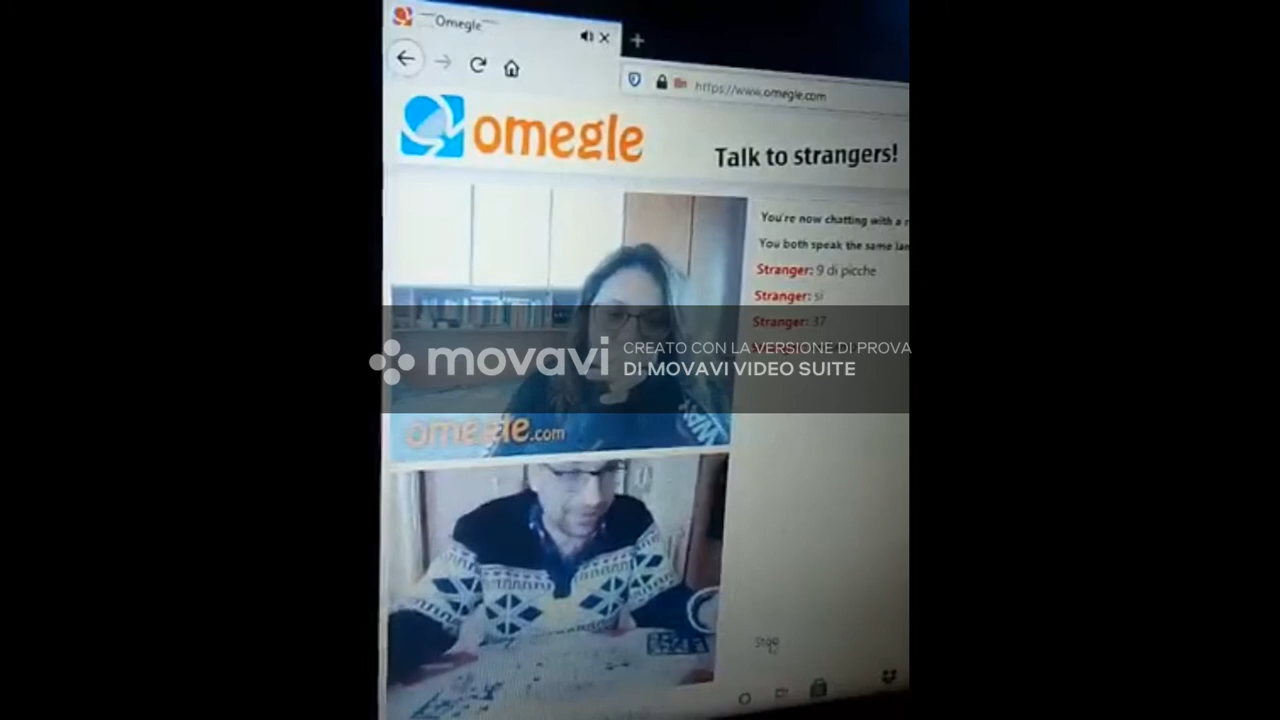 Omegle
https://www.omegle.com
omegle
Talk to strangers!
You're now chatting with a
You both speak the same
Stranger: 9 di picche
Stranger: si
Stranger: 37
movavi
CREATO CON LA VERSIONE DI PROVA
DI MOVAVI VIDEO SUITE
WAY
omegle.com
Stop